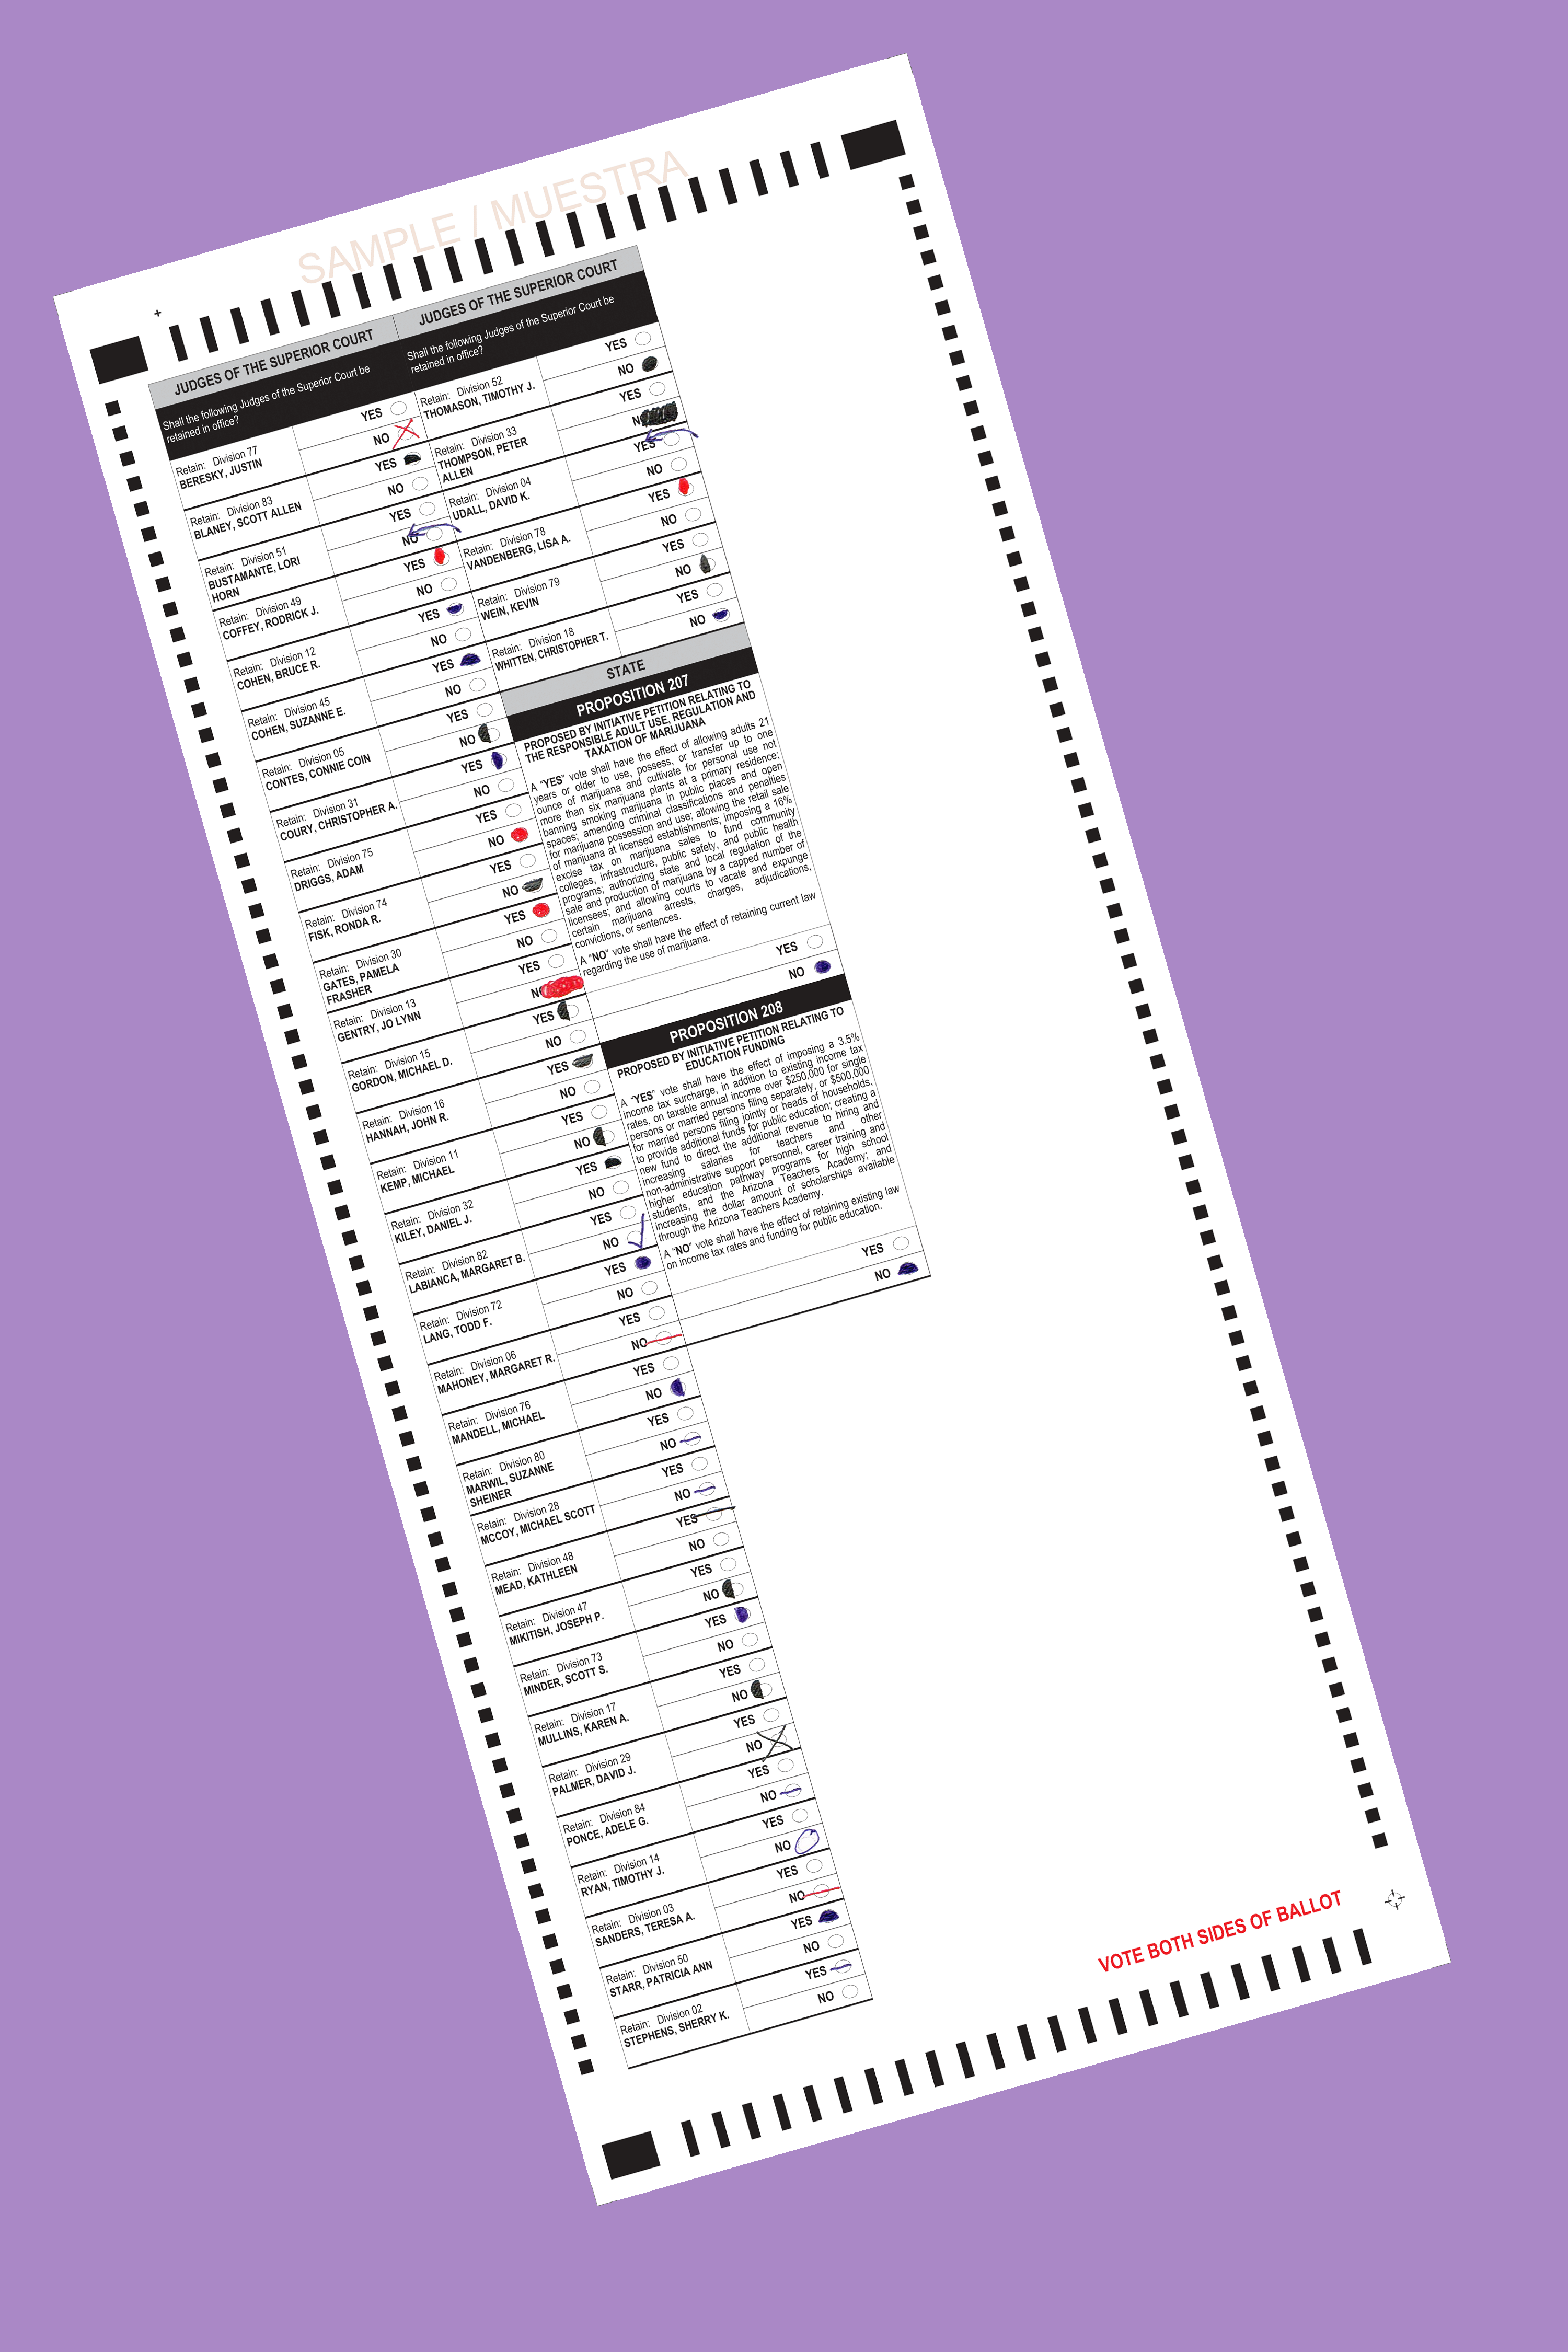 SAMPLE / MUESTRA
JUDGES OF THE SUPERIOR COURT
Shall the following Judges of the Superior Court be
retained in office?
Retain: Division 77
BERESKY, JUSTIN
YES
NO
Retain: Division 83
BLANEY, SCOTT ALLEN
YES
NO
Retain: Division 51
BUSTAMANTE, LORI
HORN
YES
NO
Retain: Division 49
COFFEY, RODRICK J.
YES
NO
Retain: Division 12
COHEN, BRUCE R.
YES
NO
Retain: Division 45
COHEN, SUZANNE E.
YES
NO
Retain: Division 05
CONTES, CONNIE COIN
YES
NO
Retain: Division 31
COURY, CHRISTOPHER A.
YES
NO
Retain: Division 75
DRIGGS, ADAM
YES
NO
Retain: Division 74
FISK, RONDA R.
YES
NO
Retain: Division 30
GATES, PAMELA
FRASHER
YES
NO
Retain: Division 13
GENTRY, JO LYNN
YES
NO
Retain: Division 15
GORDON, MICHAEL D.
YES
NO
Retain: Division 16
HANNAH, JOHN R.
YES
NO
Retain: Division 11
KEMP, MICHAEL
YES
NO
Retain: Division 32
KILEY, DANIEL J.
YES
NO
Retain: Division 82
LABIANCA, MARGARET B.
YES
NO
Retain: Division 72
LANG, TODD F.
YES
NO
Retain: Division 06
MAHONEY, MARGARET R.
YES
NO
Retain: Division 76
MANDELL, MICHAEL
YES
NO
Retain: Division 80
MARWIL, SUZANNE
SHEINER
YES
NO
Retain: Division 28
MCCOY, MICHAEL SCOTT
YES
NO
Retain: Division 48
MEAD, KATHLEEN
YES
NO
Retain: Division 47
MIKITISH, JOSEPH P.
YES
NO
Retain: Division 73
MINDER, SCOTT S.
YES
NO
Retain: Division 17
MULLINS, KAREN A.
YES
NO
Retain: Division 29
PALMER, DAVID J.
YES
NO
Retain: Division 84
PONCE, ADELE G.
YES
NO
Retain: Division 14
RYAN, TIMOTHY J.
YES
NO
Retain: Division 03
SANDERS, TERESA A.
YES
NO
Retain: Division 50
STARR, PATRICIA ANN
YES
NO
Retain: Division 02
STEPHENS, SHERRY K.
YES
NO
JUDGES OF THE SUPERIOR COURT
Shall the following Judges of the Superior Court be
retained in office?
Retain: Division 52
THOMASON, TIMOTHY J.
YES
NO
Retain: Division 33
THOMPSON, PETER
ALLEN
YES
NO
Retain: Division 04
UDALL, DAVID K.
YES
NO
Retain: Division 78
VANDENBERG, LISA A.
YES
NO
Retain: Division 79
WEIN, KEVIN
YES
NO
Retain: Division 18
WHITTEN, CHRISTOPHER T.
YES
NO
STATE
PROPOSITION 207
PROPOSED BY INITIATIVE PETITION RELATING TO
THE RESPONSIBLE ADULT USE, REGULATION AND
TAXATION OF MARIJUANA
A “YES” vote shall have the effect of allowing adults 21
years or older to use, possess, or transfer up to one
ounce of marijuana and cultivate for personal use not
more than six marijuana plants at a primary residence;
banning smoking marijuana in public places and open
spaces; amending criminal classifications and penalties
for marijuana possession and use; allowing the retail sale
of marijuana at licensed establishments; imposing a 16%
excise tax on marijuana sales to fund community
colleges, infrastructure, public safety, and public health
programs; authorizing state and local regulation of the
sale and production of marijuana by a capped number of
licensees; and allowing courts to vacate and expunge
certain marijuana arrests, charges, adjudications,
convictions, or sentences.
A “NO” vote shall have the effect of retaining current law
regarding the use of marijuana.
YES
NO
PROPOSITION 208
PROPOSED BY INITIATIVE PETITION RELATING TO
EDUCATION FUNDING
A “YES” vote shall have the effect of imposing a 3.5%
income tax surcharge, in addition to existing income tax
rates, on taxable annual income over $250,000 for single
persons or married persons filing separately, or $500,000
for married persons filing jointly or heads of households,
to provide additional funds for public education; creating a
new fund to direct the additional revenue to hiring and
increasing salaries for teachers and other
non-administrative support personnel, career training and
higher education pathway programs for high school
students, and the Arizona Teachers Academy; and
increasing the dollar amount of scholarships available
through the Arizona Teachers Academy.
A “NO” vote shall have the effect of retaining existing law
on income tax rates and funding for public education.
YES
NO
VOTE BOTH SIDES OF BALLOT